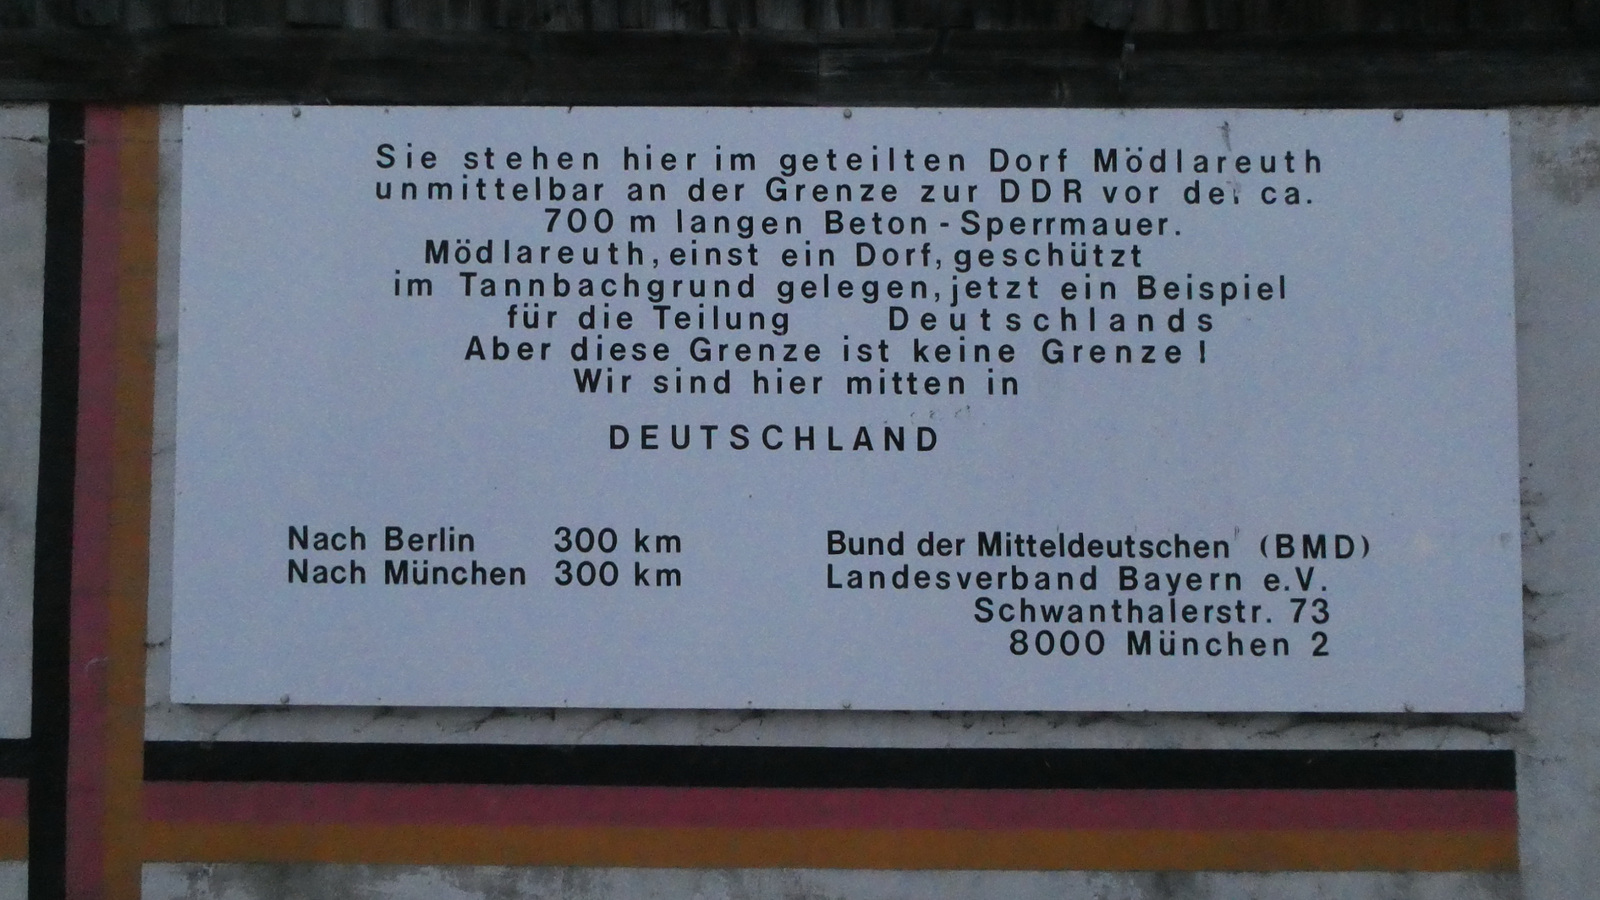 Sie stehen hier im geteilten Dorf Mödlareuth
unmittelbar an der Grenze zur DDR vor der ca.
700 m langen Beton - Sperrmauer.
Mödlareuth, einst ein Dorf, geschützt
im Tannbachgrund gelegen, jetzt ein Beispiel
für die Teilung Deutschlands
Aber diese Grenze ist keine Grenze!
Wir sind hier mitten in
DEUTSCHLAND
Nach Berlin 300 km
Nach München 300 km
Bund der Mitteldeutschen (BMD)
Landesverband Bayern e.V.
Schwanthalerstr. 73
8000 München 2